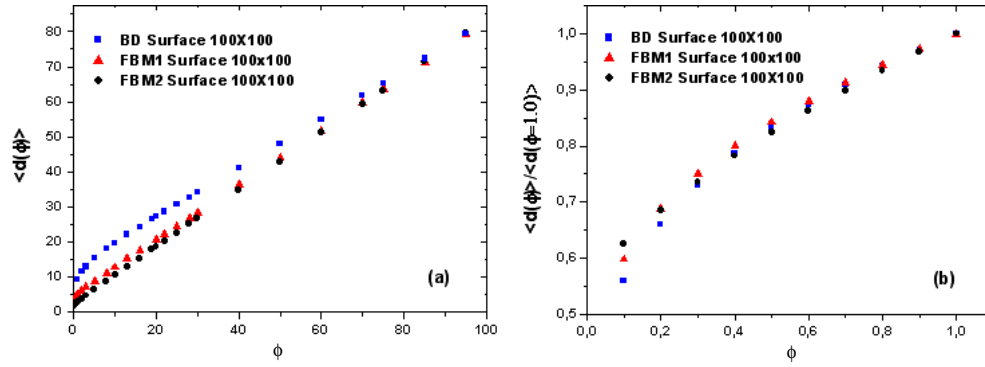 BD Surface 100X100
FBM1 Surface 100x100
FBM2 Surface 100X100
<d(ϕ)>
80
70
60
50
40
30
20
10
0
0 20 40 60 80 100
ϕ
(a)
BD Surface 100X100
FBM1 Surface 100X100
FBM2 Surface 100X100
<d(ϕ)>/<d(ϕ=1.0)>
1,0
0,9
0,8
0,7
0,6
0,5
0,0 0,2 0,4 0,6 0,8 1,0
ϕ
(b)